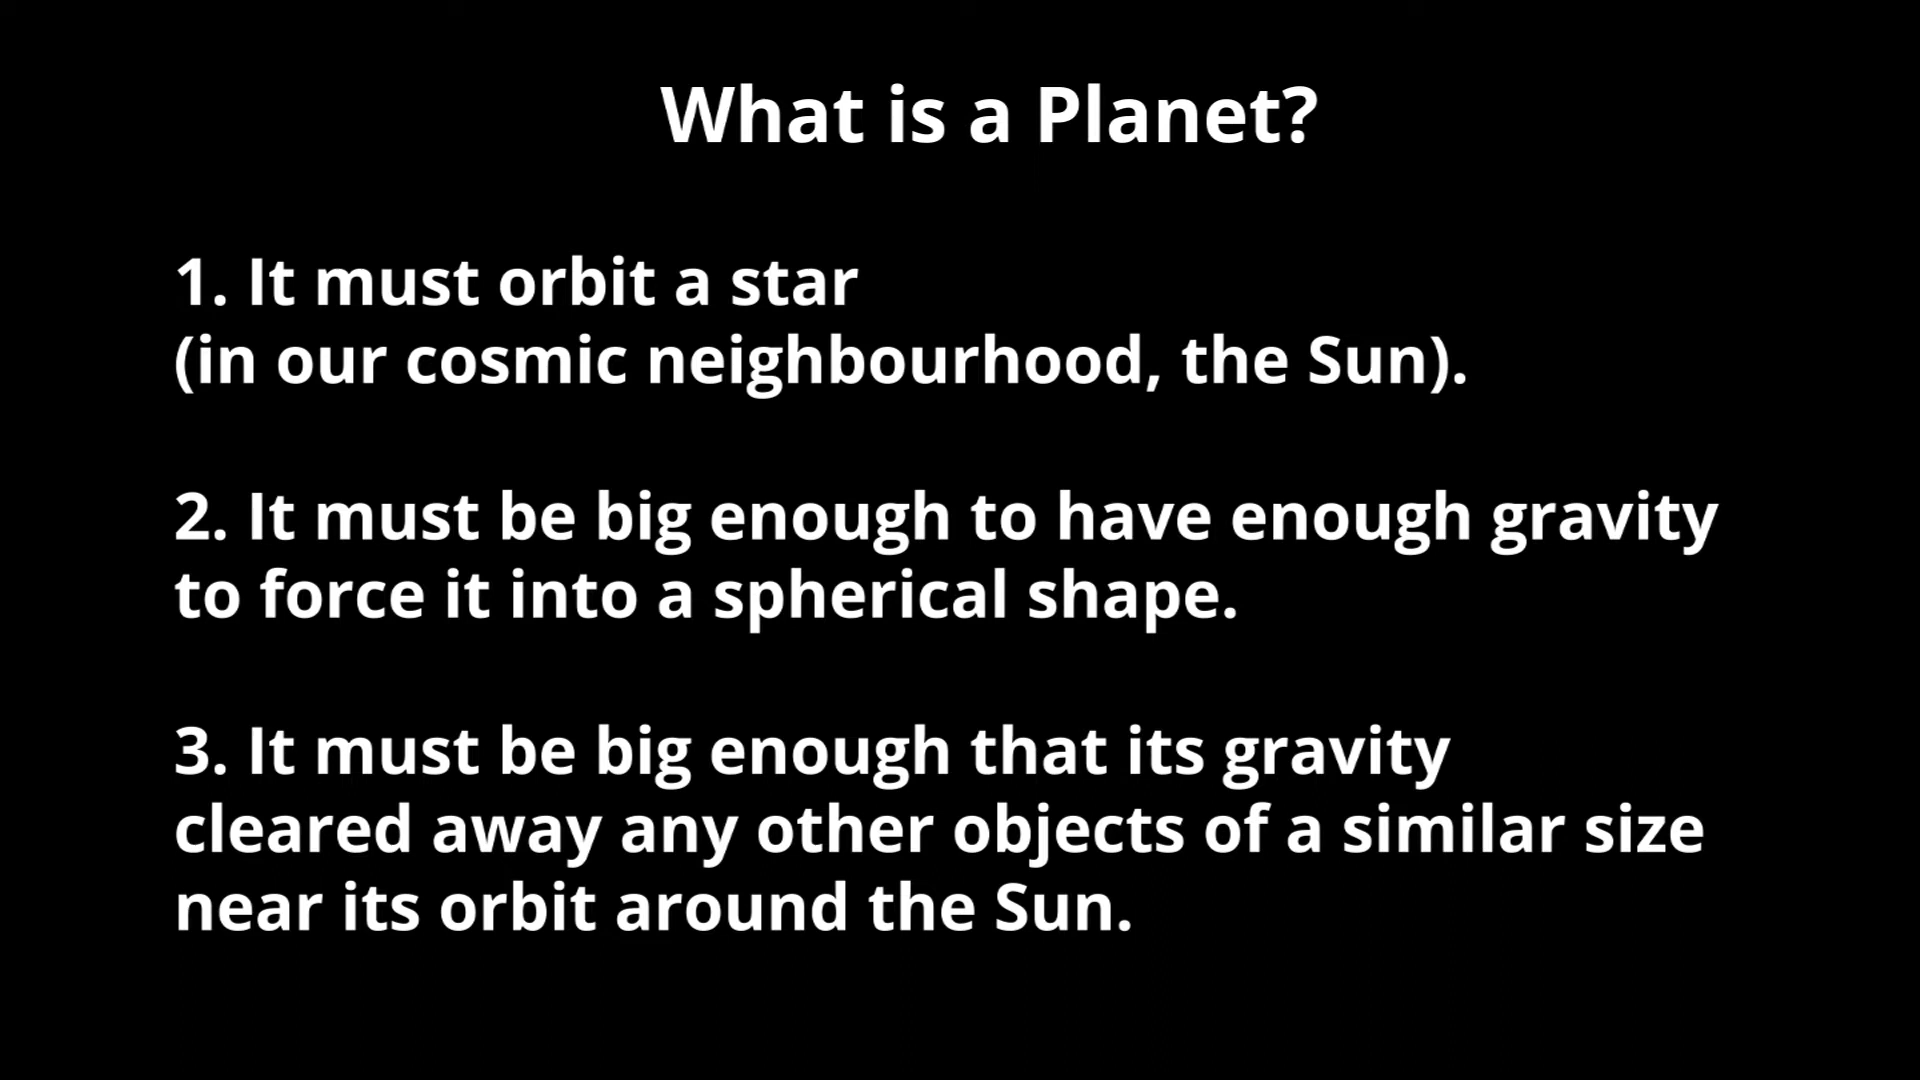 What is a Planet?
1. It must orbit a star
(in our cosmic neighbourhood, the Sun).
2. It must be big enough to have enough gravity
to force it into a spherical shape.
3. It must be big enough that its gravity
cleared away any other objects of a similar size
near its orbit around the Sun.